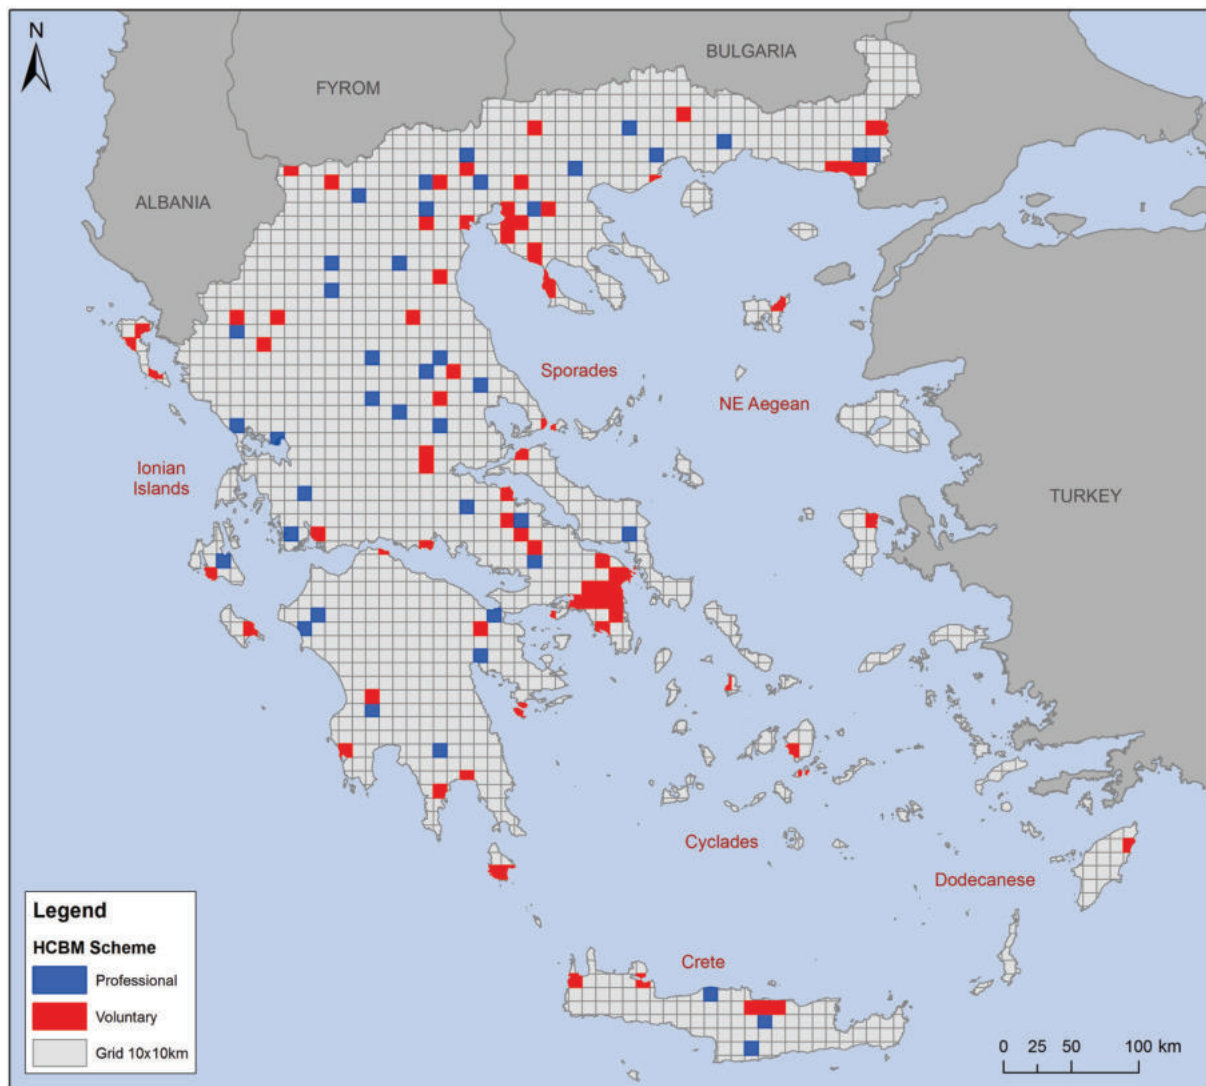 N
BULGARIA
FYROM
ALBANIA
Sporades
NE Aegean
Ionian
Islands
TURKEY
Cyclades
Dodecanese
Crete
Legend
HCBM Scheme
Professional
Voluntary
Grid 10x10km
0 25 50 100 km